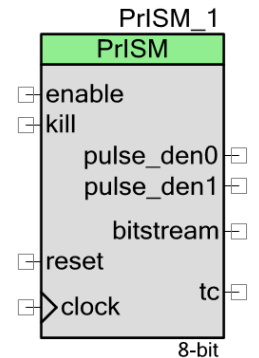 PrISM_1
PrISM
enable
kill
pulse_den0
pulse_den1
bitstream
reset
tc
clock
8-bit